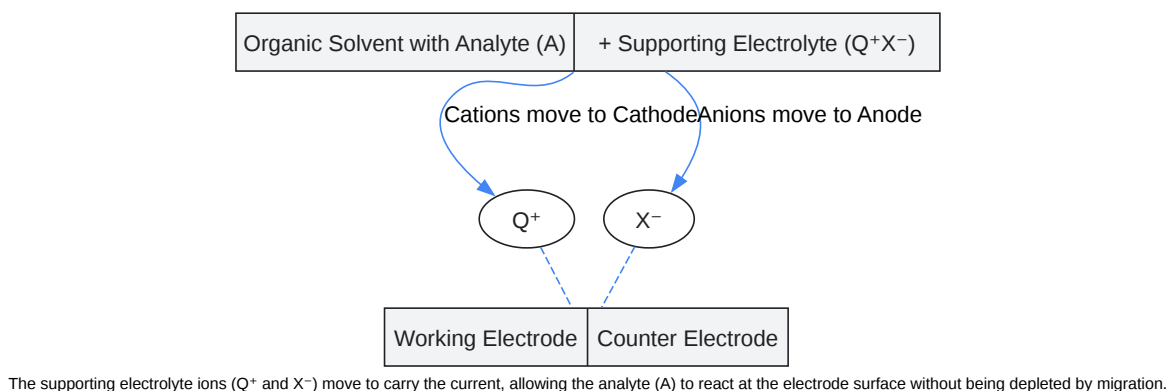 Organic Solvent with Analyte (A)
+ Supporting Electrolyte (Q⁺X⁻)
Cations move to Cathode
Anions move to Anode
Q⁺
X⁻
Working Electrode
Counter Electrode
The supporting electrolyte ions (Q⁺ and X⁻) move to carry the current, allowing the analyte (A) to react at the electrode surface without being depleted by migration.